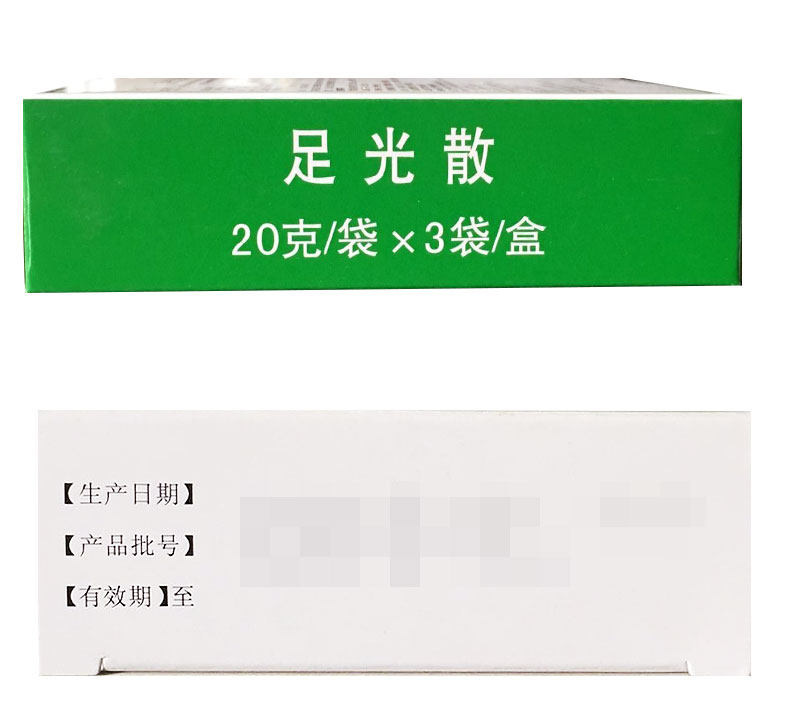 足光散
20克/袋×3袋/盒
【生产日期】
【产品批号】
【有效期】至